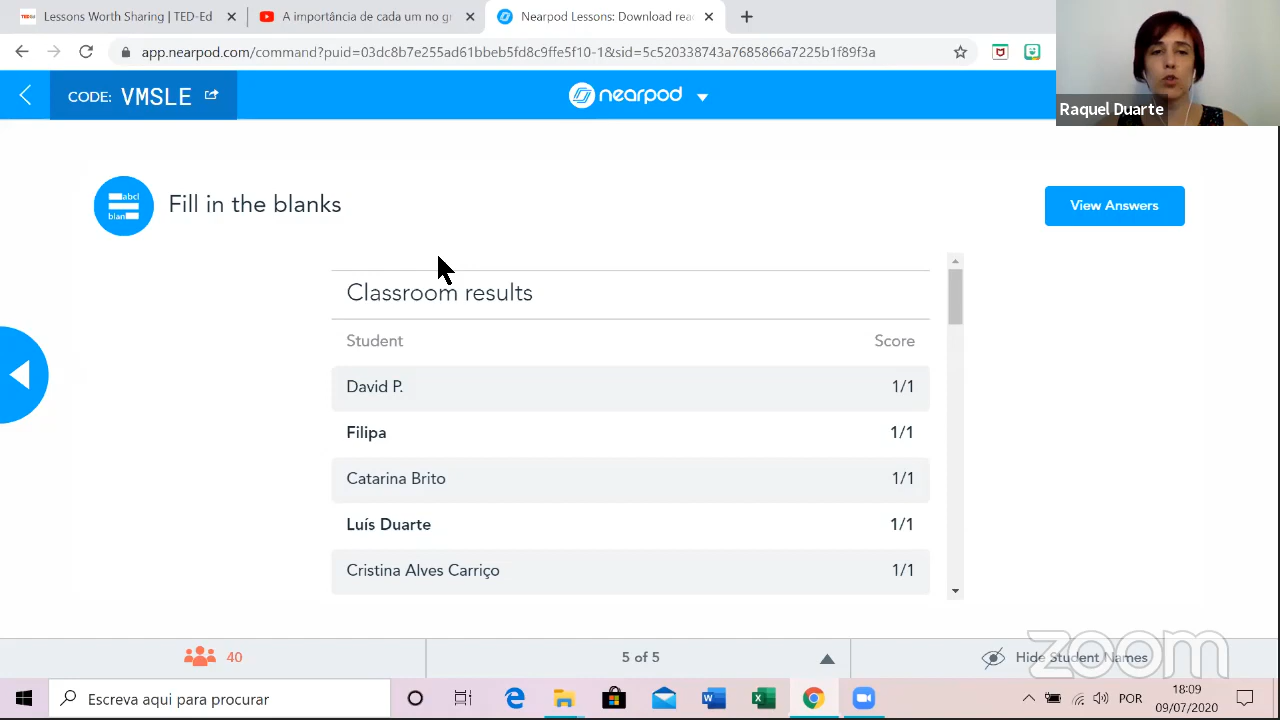 Lessons Worth Sharing | TED-Ed
A importância de cada um no gr
Nearpod Lessons: Download rea
app.nearpod.com/command?puid=03dc8b7e255ad61bbeb5fd8c9ffe5f10-1&sid=5c520338743a7685866a7225b1f89f3a
CODE: VMSLE
nearpod
Raquel Duarte
abcl
blan
Fill in the blanks
View Answers
Classroom results
Student Score
David P. 1/1
Filipa 1/1
Catarina Brito 1/1
Luís Duarte 1/1
Cristina Alves Carriço 1/1
40
5 of 5
Hide Student Names
zoom
Escreva aqui para procurar
POR
18:09
09/07/2020